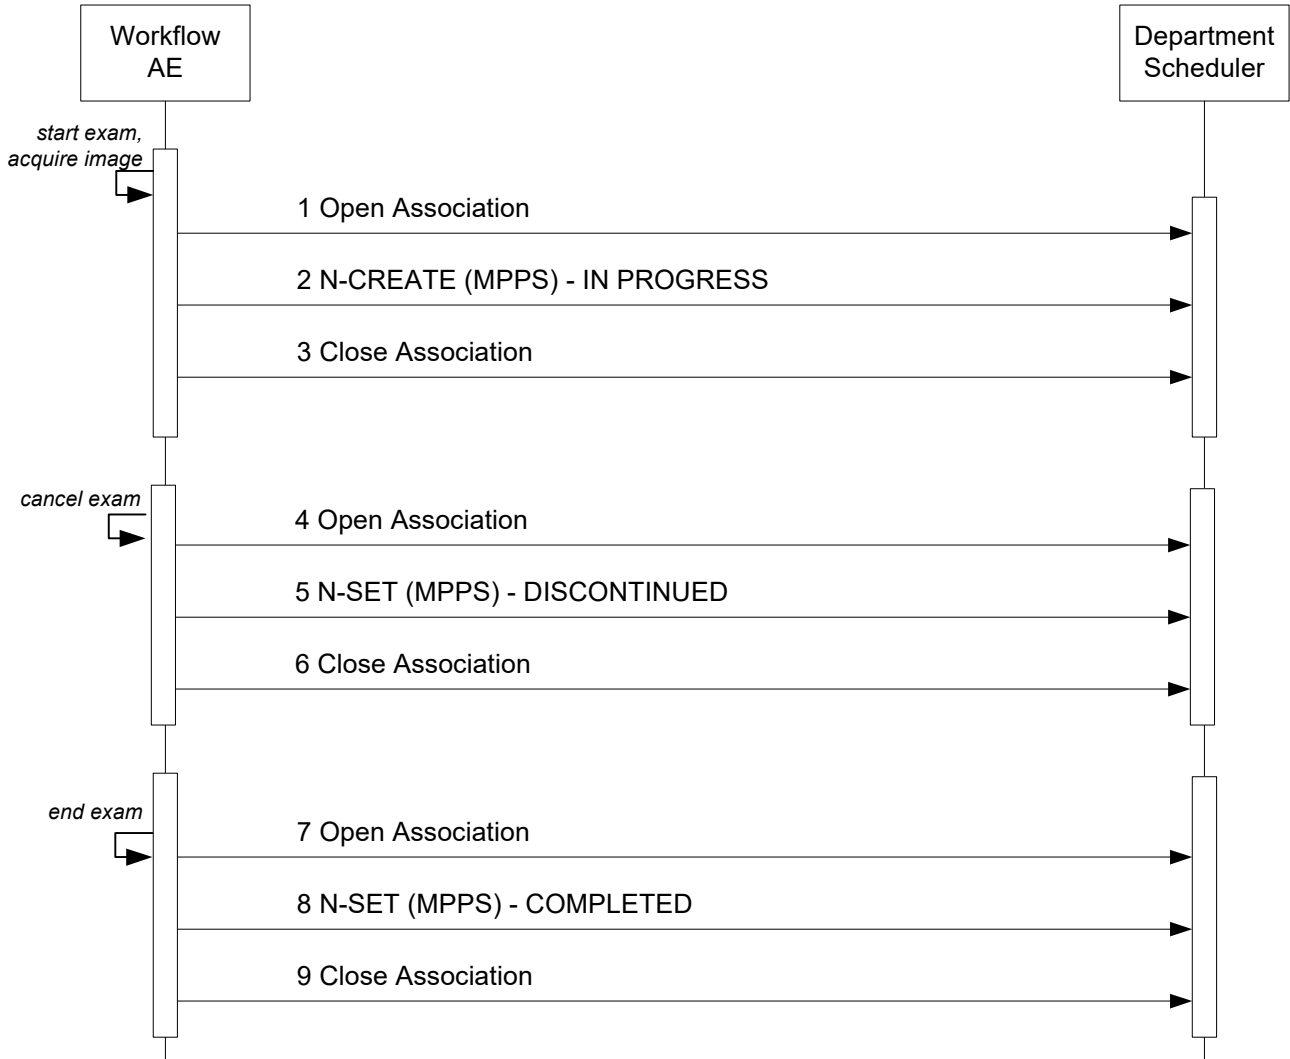 Workflow
AE
Department
Scheduler
start exam,
acquire image
1 Open Association
2 N-CREATE (MPPS) - IN PROGRESS
3 Close Association
cancel exam
4 Open Association
5 N-SET (MPPS) - DISCONTINUED
6 Close Association
end exam
7 Open Association
8 N-SET (MPPS) - COMPLETED
9 Close Association